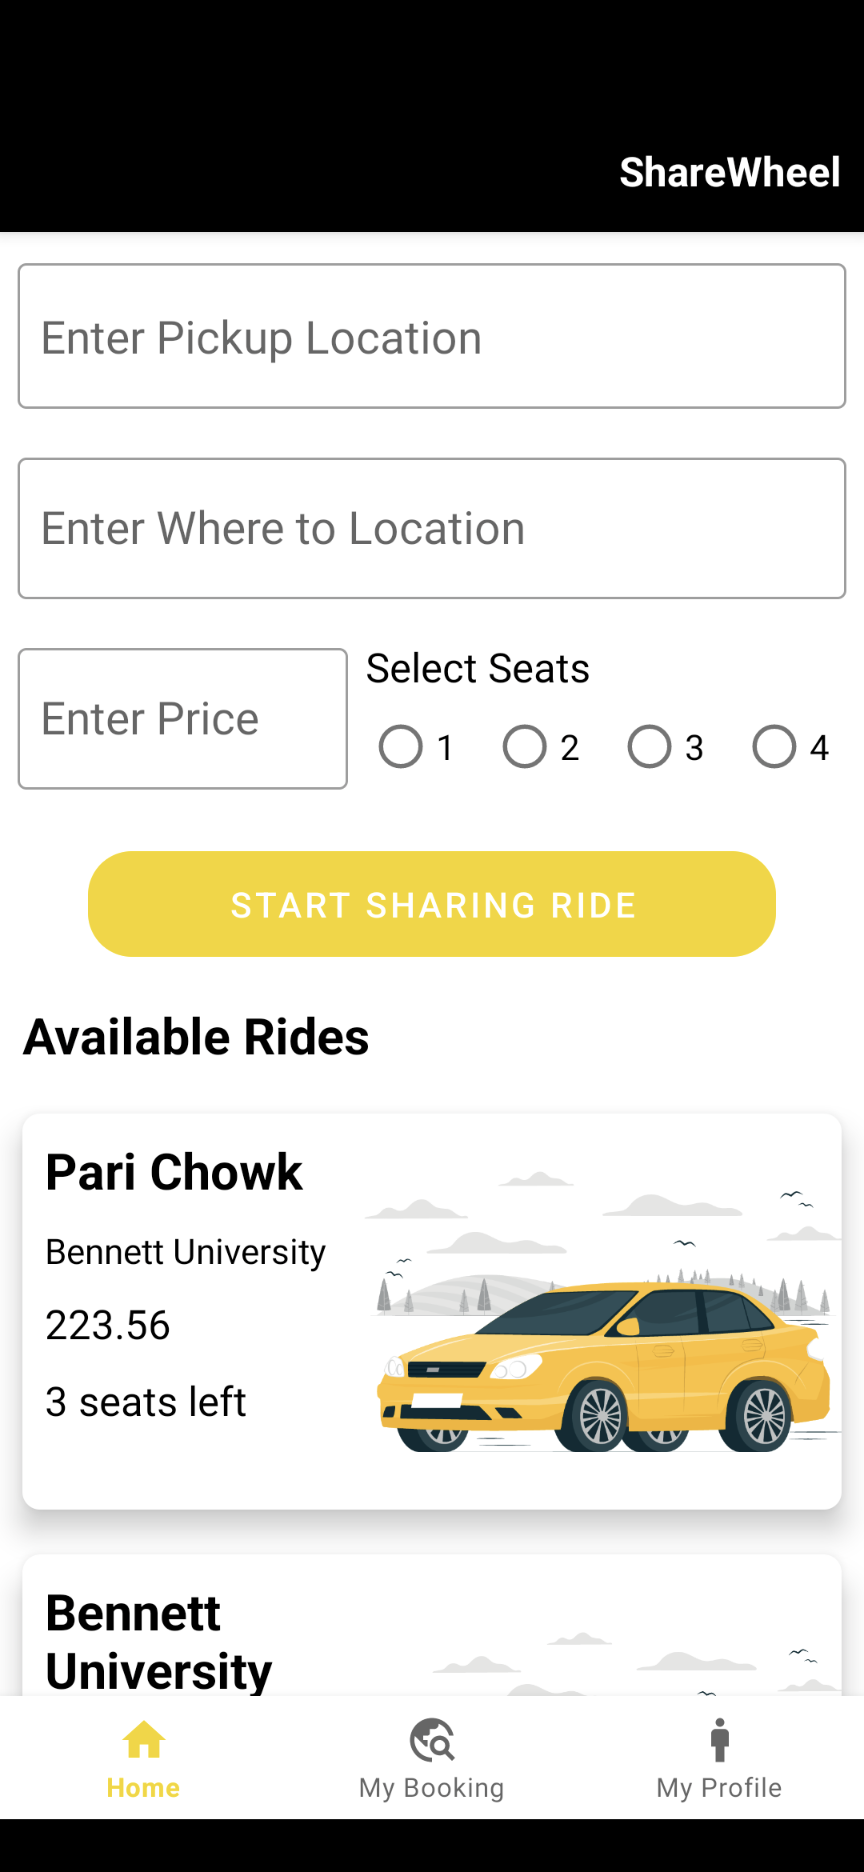 ShareWheel
Enter Pickup Location
Enter Where to Location
Enter Price
Select Seats
1 2 3 4
START SHARING RIDE
Available Rides
Pari Chowk
Bennett University
223.56
3 seats left
Bennett
University
Home My Booking My Profile